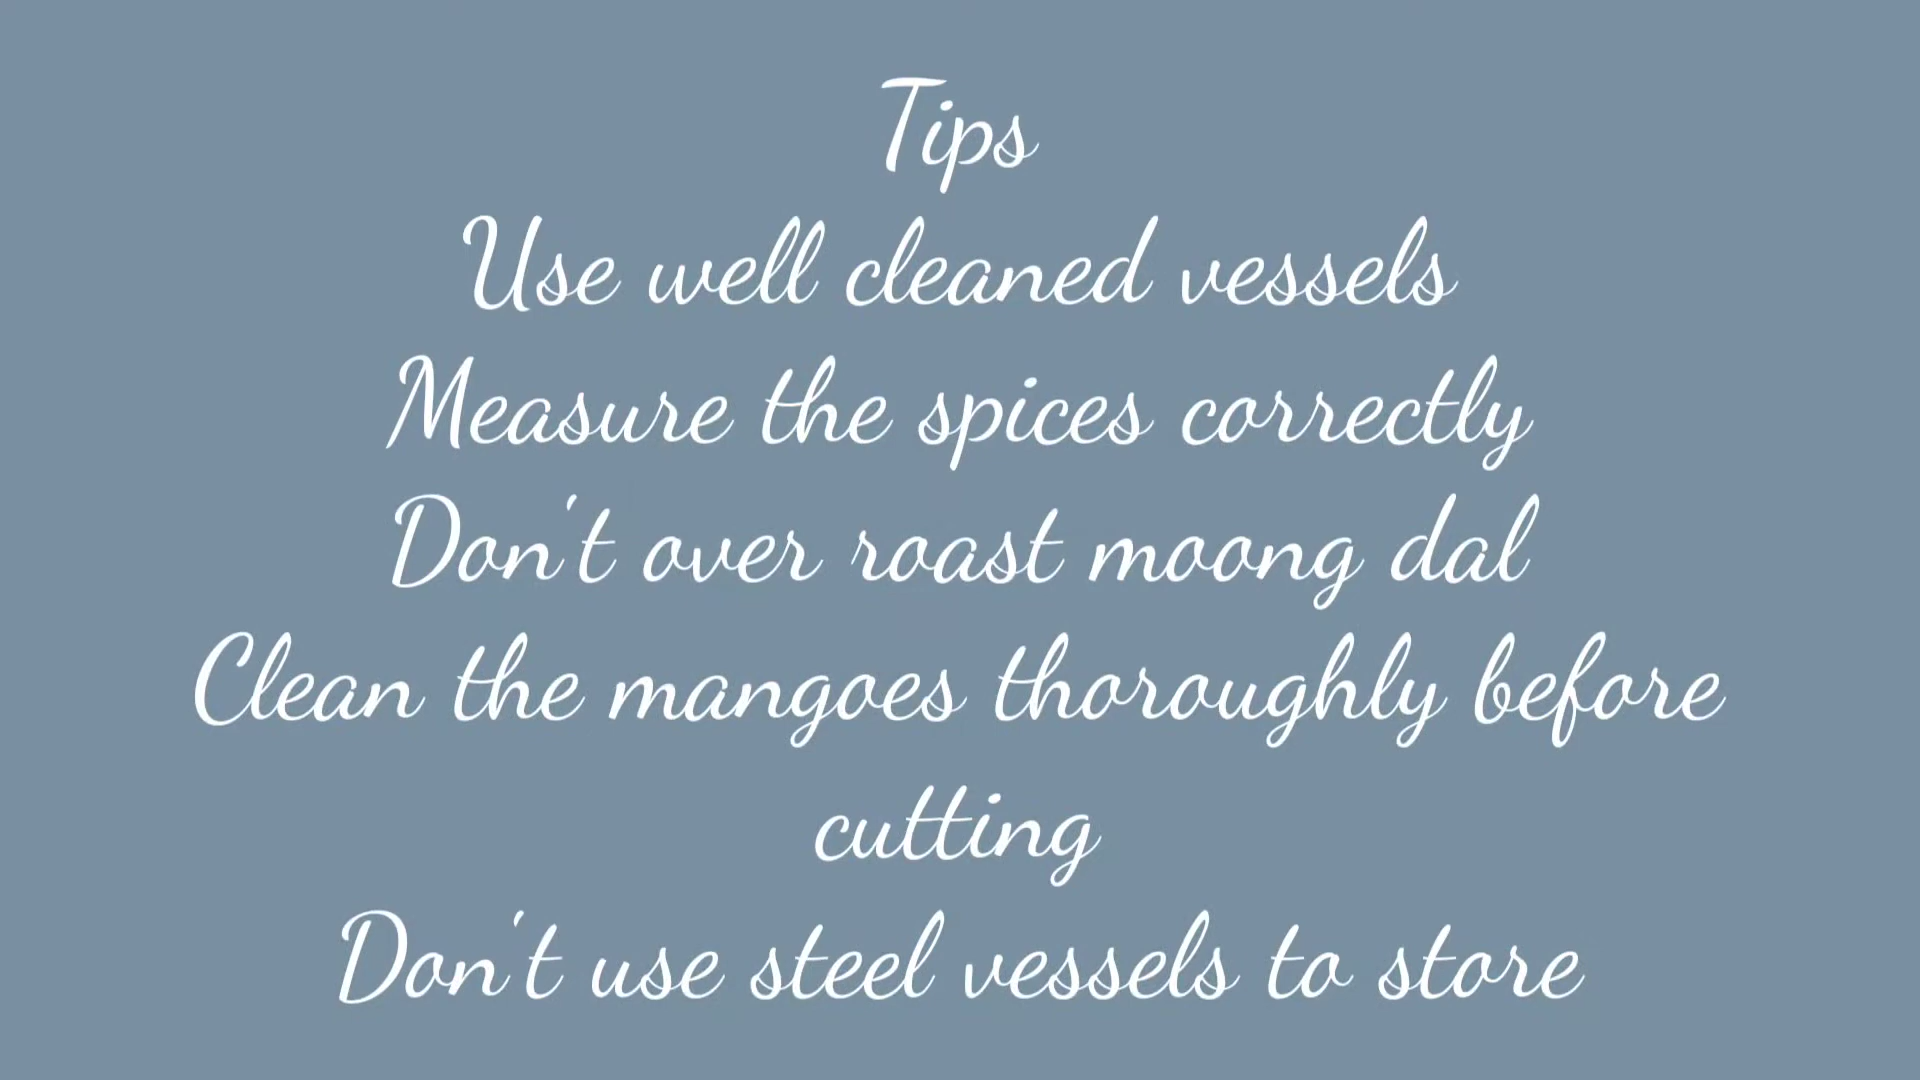 Tips
Use well cleaned vessels
Measure the spices correctly
Don't over roast moong dal
Clean the mangoes thoroughly before
cutting
Don't use steel vessels to store